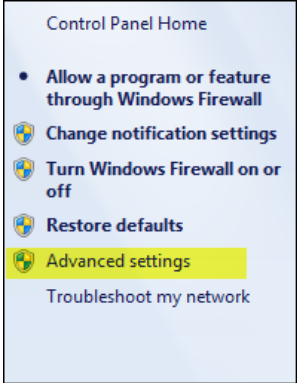 Control Panel Home
Allow a program or feature
through Windows Firewall
Change notification settings
Turn Windows Firewall on or
off
Restore defaults
Advanced settings
Troubleshoot my network